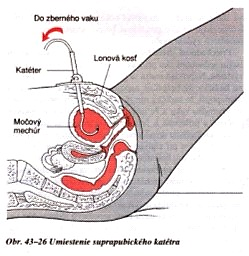 Do zberného vaku
Lonová kosť
Katéter
Močový
mechúr
Obr. 43–26 Umiestenie suprapubického katétra